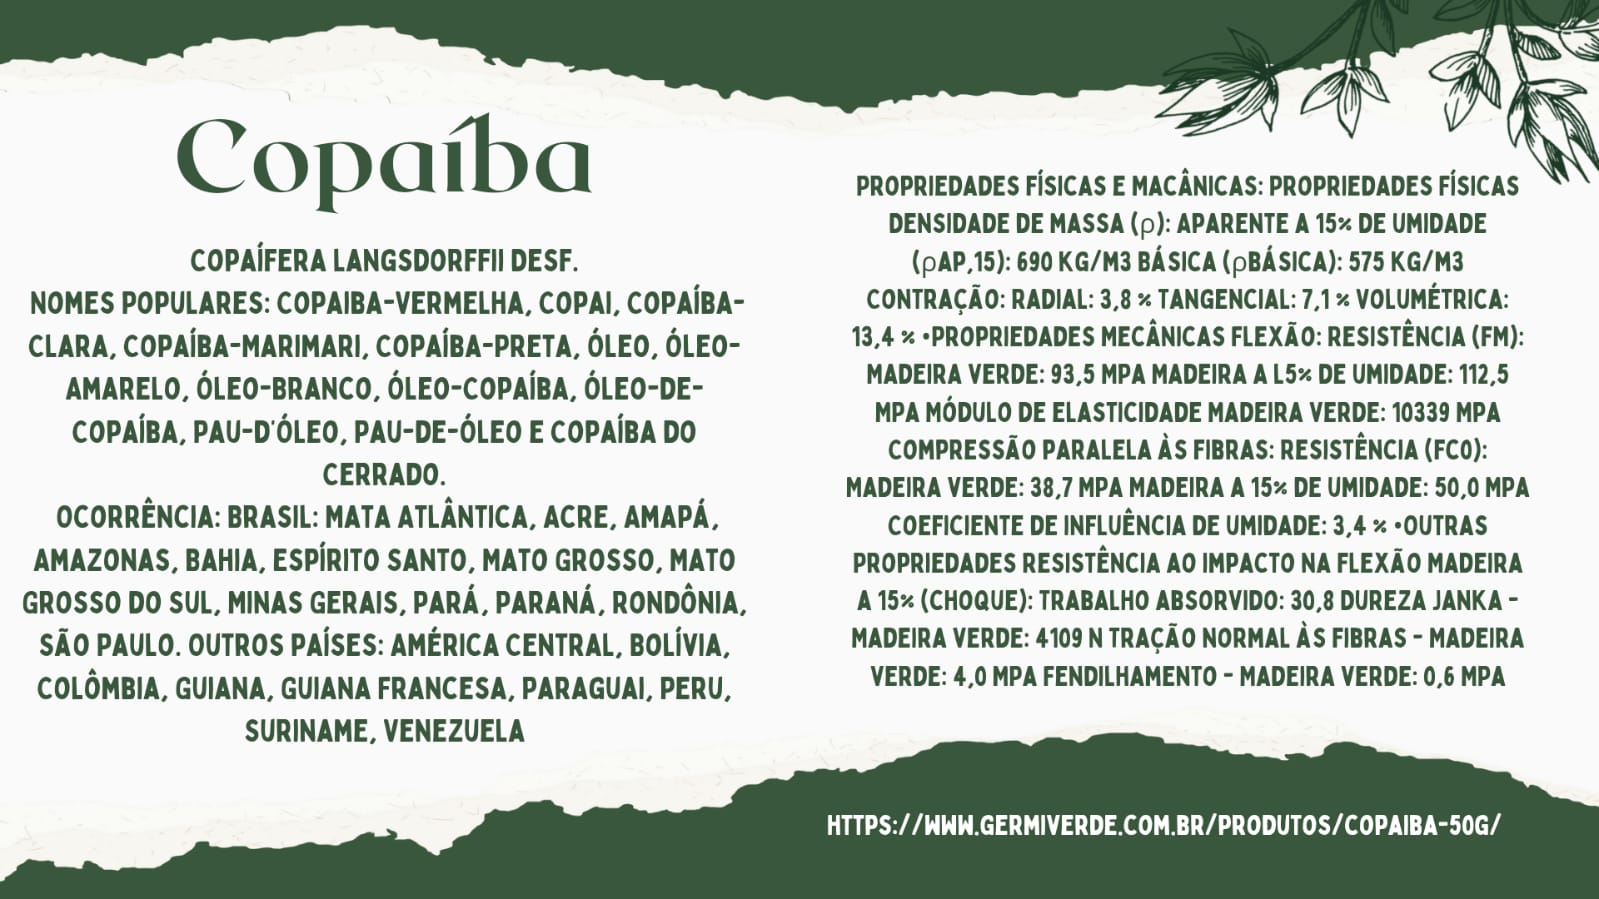 Copaíba
COPAÍFERA LANGSDORFFII DESF.
NOMES POPULARES: COPAIBA-VERMELHA, COPAI, COPAÍBA-
CLARA, COPAÍBA-MARIMARI, COPAÍBA-PRETA, ÓLEO, ÓLEO-
AMARELO, ÓLEO-BRANCO, ÓLEO-COPAÍBA, ÓLEO-DE-
COPAÍBA, PAU-D'ÓLEO, PAU-DE-ÓLEO E COPAÍBA DO
CERRADO.
OCORRÊNCIA: BRASIL: MATA ATLÂNTICA, ACRE, AMAPÁ,
AMAZONAS, BAHIA, ESPÍRITO SANTO, MATO GROSSO, MATO
GROSSO DO SUL, MINAS GERAIS, PARÁ, PARANÁ, RONDÔNIA,
SÃO PAULO. OUTROS PAÍSES: AMÉRICA CENTRAL, BOLÍVIA,
COLÔMBIA, GUIANA, GUIANA FRANCESA, PARAGUAI, PERU,
SURINAME, VENEZUELA
PROPRIEDADES FÍSICAS E MACÂNICAS: PROPRIEDADES FÍSICAS
DENSIDADE DE MASSA (ρ): APARENTE A 15% DE UMIDADE
(ρAP,15): 690 KG/M3 BÁSICA (ρBÁSICA): 575 KG/M3
CONTRAÇÃO: RADIAL: 3,8 % TANGENCIAL: 7,1 % VOLUMÉTRICA:
13,4 % •PROPRIEDADES MECÂNICAS FLEXÃO: RESISTÊNCIA (FM):
MADEIRA VERDE: 93,5 MPA MADEIRA A L5% DE UMIDADE: 112,5
MPA MÓDULO DE ELASTICIDADE MADEIRA VERDE: 10339 MPA
COMPRESSÃO PARALELA ÀS FIBRAS: RESISTÊNCIA (FC0):
MADEIRA VERDE: 38,7 MPA MADEIRA A 15% DE UMIDADE: 50,0 MPA
COEFICIENTE DE INFLUÊNCIA DE UMIDADE: 3,4 % •OUTRAS
PROPRIEDADES RESISTÊNCIA AO IMPACTO NA FLEXÃO MADEIRA
A 15% (CHOQUE): TRABALHO ABSORVIDO: 30,8 DUREZA JANKA -
MADEIRA VERDE: 4109 N TRAÇÃO NORMAL ÀS FIBRAS - MADEIRA
VERDE: 4,0 MPA FENDILHAMENTO - MADEIRA VERDE: 0,6 MPA
HTTPS://WWW.GERMIVERDE.COM.BR/PRODUTOS/COPAIBA-50G/